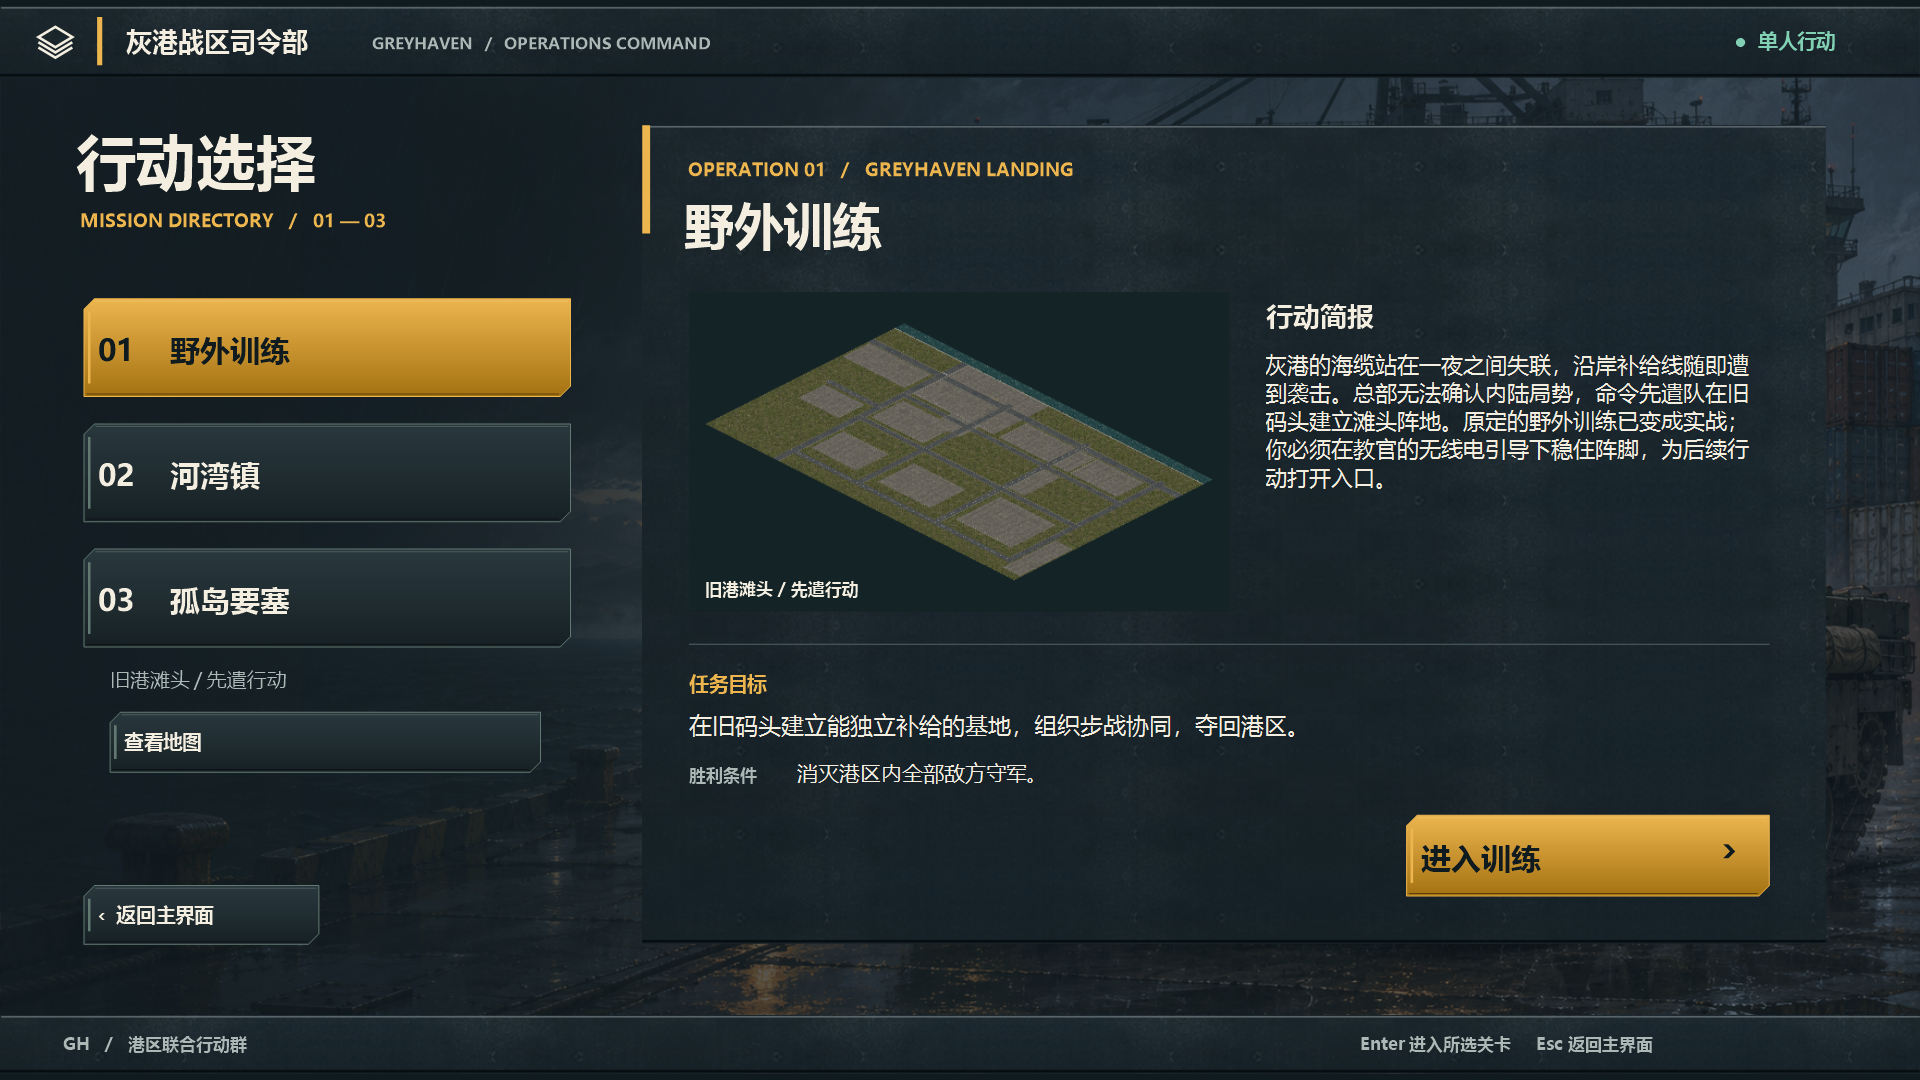 灰港战区司令部
GREYHAVEN / OPERATIONS COMMAND
单人行动
行动选择
MISSION DIRECTORY / 01 — 03
01 野外训练
02 河湾镇
03 孤岛要塞
旧港滩头 / 先遣行动
查看地图
‹ 返回主界面
OPERATION 01 / GREYHAVEN LANDING
野外训练
旧港滩头 / 先遣行动
行动简报
灰港的海缆站在一夜之间失联，沿岸补给线随即遭
到袭击。总部无法确认内陆局势，命令先遣队在旧
码头建立滩头阵地。原定的野外训练已变成实战；
你必须在教官的无线电引导下稳住阵脚，为后续行
动打开入口。
任务目标
在旧码头建立能独立补给的基地，组织步战协同，夺回港区。
胜利条件 消灭港区内全部敌方守军。
进入训练 ›
GH / 港区联合行动群
Enter 进入所选关卡 Esc 返回主界面